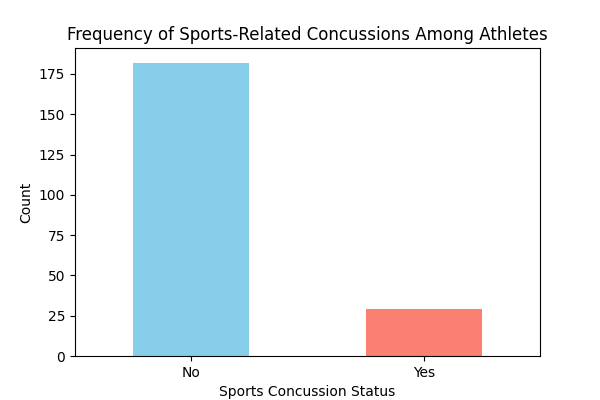 Frequency of Sports-Related Concussions Among Athletes
175
150
125
100
75
50
25
0
Count
No
Yes
Sports Concussion Status